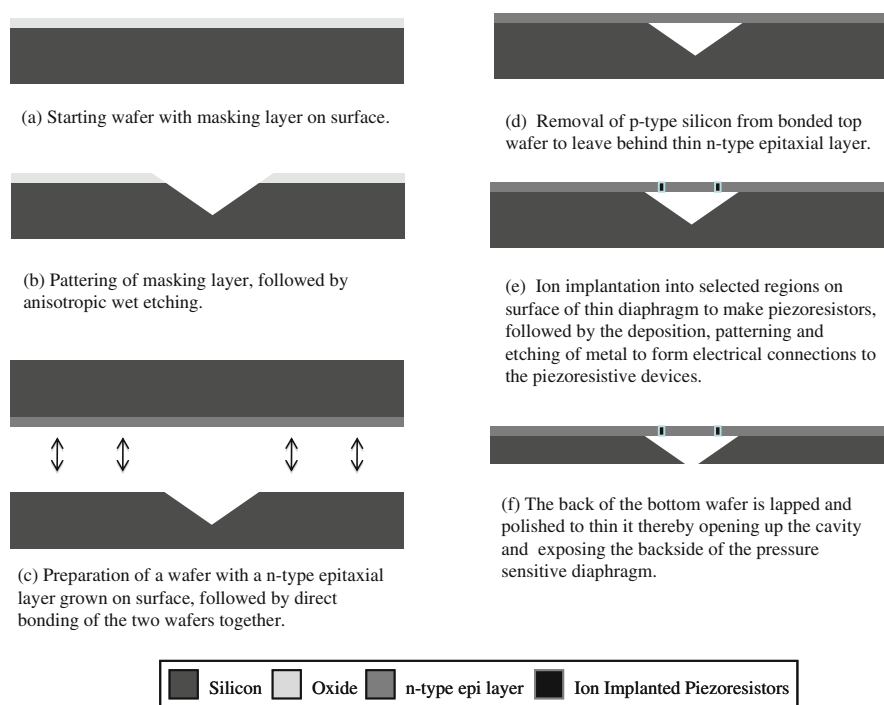 (a) Starting wafer with masking layer on surface.
(b) Pattering of masking layer, followed by
anisotropic wet etching.
(c) Preparation of a wafer with a n-type epitaxial
layer grown on surface, followed by direct
bonding of the two wafers together.
(d) Removal of p-type silicon from bonded top
wafer to leave behind thin n-type epitaxial layer.
(e) Ion implantation into selected regions on
surface of thin diaphragm to make piezoresistors,
followed by the deposition, patterning and
etching of metal to form electrical connections to
the piezoresistive devices.
(f) The back of the bottom wafer is lapped and
polished to thin it thereby opening up the cavity
and exposing the backside of the pressure
sensitive diaphragm.
Silicon Oxide n-type epi layer Ion Implanted Piezoresistors